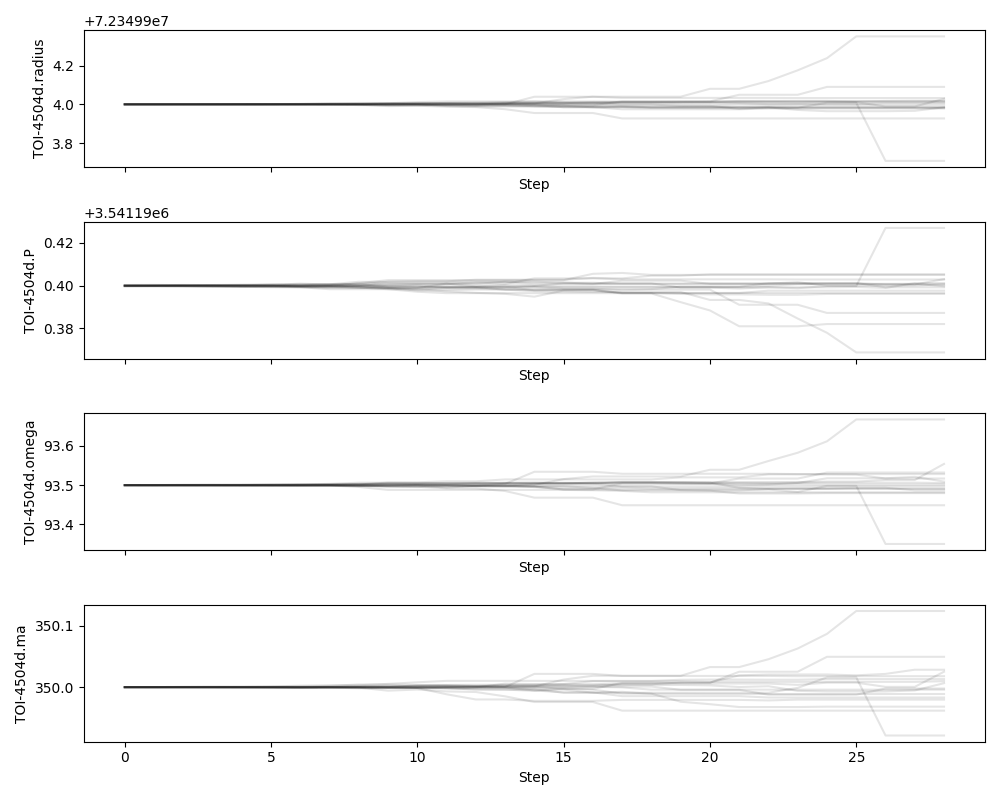 +7.23499e7
TOI-4504d.radius
4.2
4.0
3.8
Step
+3.54119e6
TOI-4504d.P
0.42
0.40
0.38
Step
TOI-4504d.omega
93.6
93.5
93.4
Step
TOI-4504d.ma
350.1
350.0
0 5 10 15 20 25
Step